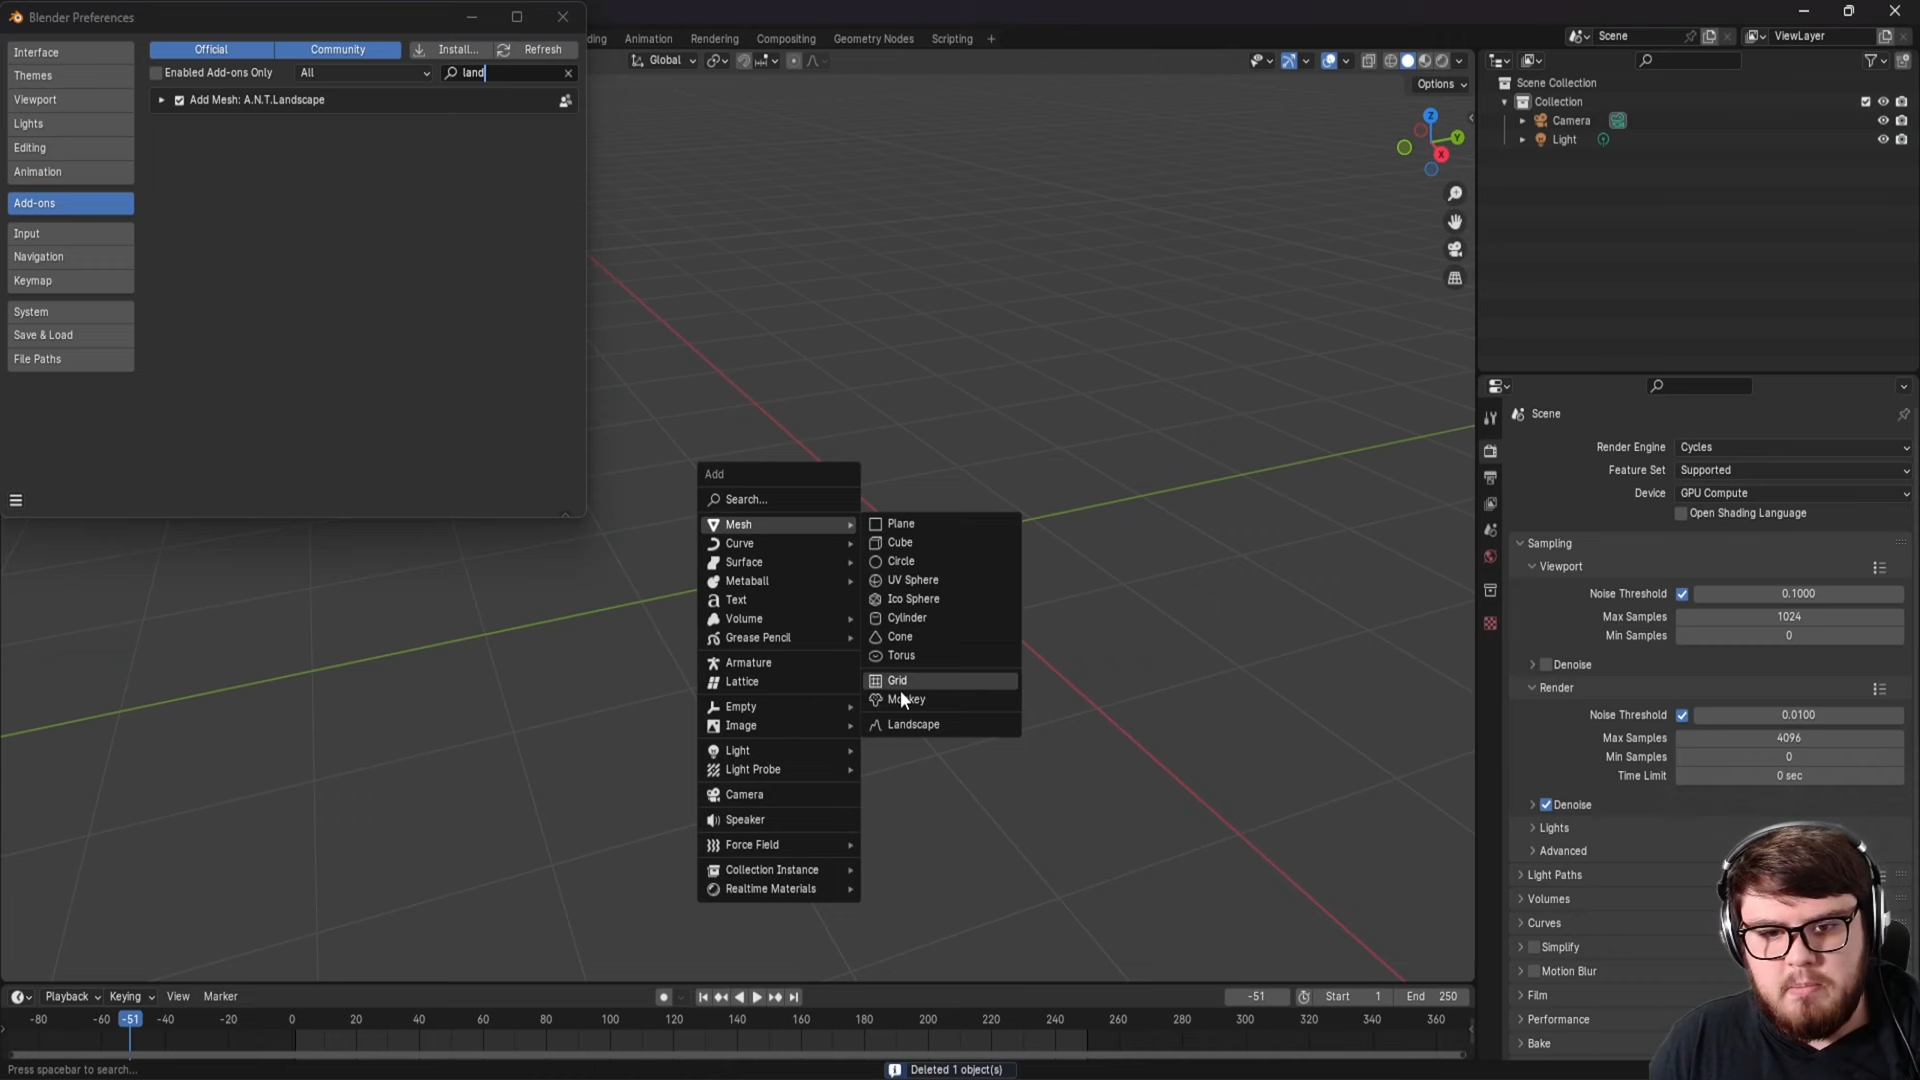 Blender Preferences
Interface
Themes
Viewport
Lights
Editing
Animation
Add-ons
Input
Navigation
Keymap
System
Save & Load
File Paths
Official
Community
Install...
Refresh
Enabled Add-ons Only
All
land
Add Mesh: A.N.T.Landscape
ding
Animation
Rendering
Compositing
Geometry Nodes
Scripting
+
Scene
ViewLayer
Global
Options
Z
Y
X
Scene Collection
Collection
Camera
Light
Add
Search...
Mesh
Curve
Surface
Metaball
Text
Volume
Grease Pencil
Armature
Lattice
Empty
Image
Light
Light Probe
Camera
Speaker
Force Field
Collection Instance
Realtime Materials
Plane
Cube
Circle
UV Sphere
Ico Sphere
Cylinder
Cone
Torus
Grid
Monkey
Landscape
Scene
Render Engine Cycles
Feature Set Supported
Device GPU Compute
Open Shading Language
Sampling
Viewport
Noise Threshold 0.1000
Max Samples 1024
Min Samples 0
Denoise
Render
Noise Threshold 0.0100
Max Samples 4096
Min Samples 0
Time Limit 0 sec
Denoise
Lights
Advanced
Light Paths
Volumes
Curves
Simplify
Motion Blur
Film
Performance
Bake
Playback Keying View Marker
-51
Start 1 End 250
-80 -60 -51 -40 -20 0 20 40 60 80 100 120 140 160 180 200 220 240 260 280 300 320 340 360
Press spacebar to search...
Deleted 1 object(s)